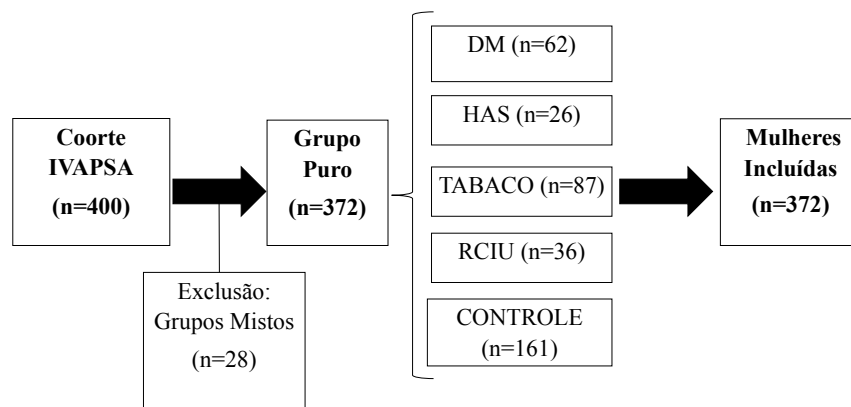 Coorte
IVAPSA
(n=400)
Exclusão:
Grupos Mistos
(n=28)
Grupo
Puro
(n=372)
DM (n=62)
HAS (n=26)
TABACO (n=87)
RCIU (n=36)
CONTROLE
(n=161)
Mulheres
Incluídas
(n=372)